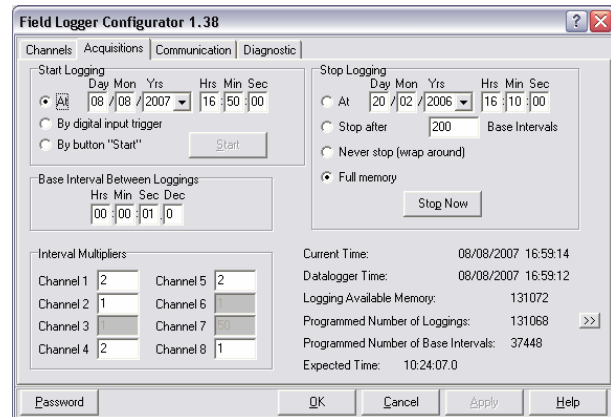 Field Logger Configurator 1.38
Channels Acquisitions Communication Diagnostic
Start Logging
Day Mon Yrs Hrs Min Sec
At 08 / 08 / 2007 16 : 50 : 00
By digital input trigger
By button "Start" Start
Stop Logging
Day Mon Yrs Hrs Min Sec
At 20 / 02 / 2006 16 : 10 : 00
Stop after 200 Base Intervals
Never stop (wrap around)
Full memory
Stop Now
Base Interval Between Loggings
Hrs Min Sec Dec
00 : 00 : 01 . 0
Interval Multipliers
Channel 1 2 Channel 5 2
Channel 2 1 Channel 6 1
Channel 3 1 Channel 7 50
Channel 4 2 Channel 8 1
Current Time: 08/08/2007 16:59:14
Datalogger Time: 08/08/2007 16:59:12
Logging Available Memory: 131072
Programmed Number of Loggings: 131068 >>
Programmed Number of Base Intervals: 37448
Expected Time: 10:24:07.0
Password OK Cancel Apply Help